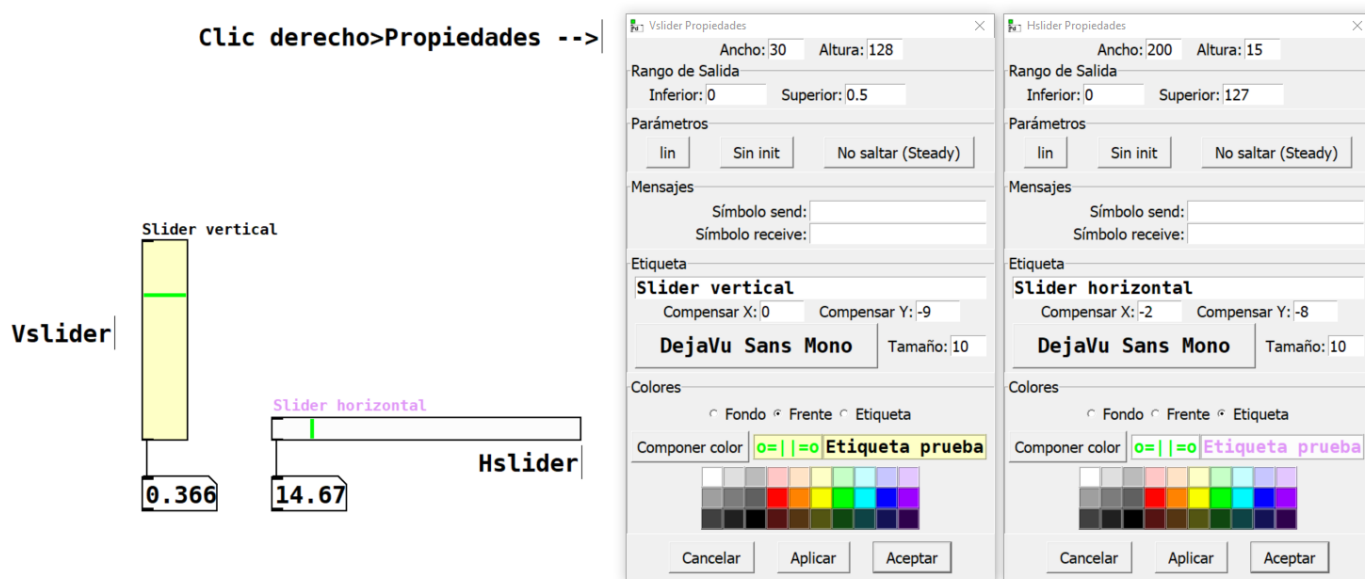 Clic derecho>Propiedades -->
Slider vertical
Vslider
0.366
Slider horizontal
Hslider
14.67
Vslider Propiedades
Ancho: 30 Altura: 128
Rango de Salida
Inferior: 0 Superior: 0.5
Parámetros
lin Sin init No saltar (Steady)
Mensajes
Símbolo send:
Símbolo receive:
Etiqueta
Slider vertical
Compensar X: 0 Compensar Y: -9
DejaVu Sans Mono Tamaño: 10
Colores
Fondo Frente Etiqueta
Componer color o=||=o Etiqueta prueba
Cancelar Aplicar Aceptar
Hslider Propiedades
Ancho: 200 Altura: 15
Rango de Salida
Inferior: 0 Superior: 127
Parámetros
lin Sin init No saltar (Steady)
Mensajes
Símbolo send:
Símbolo receive:
Etiqueta
Slider horizontal
Compensar X: -2 Compensar Y: -8
DejaVu Sans Mono Tamaño: 10
Colores
Fondo Frente Etiqueta
Componer color o=||=o Etiqueta prueba
Cancelar Aplicar Aceptar